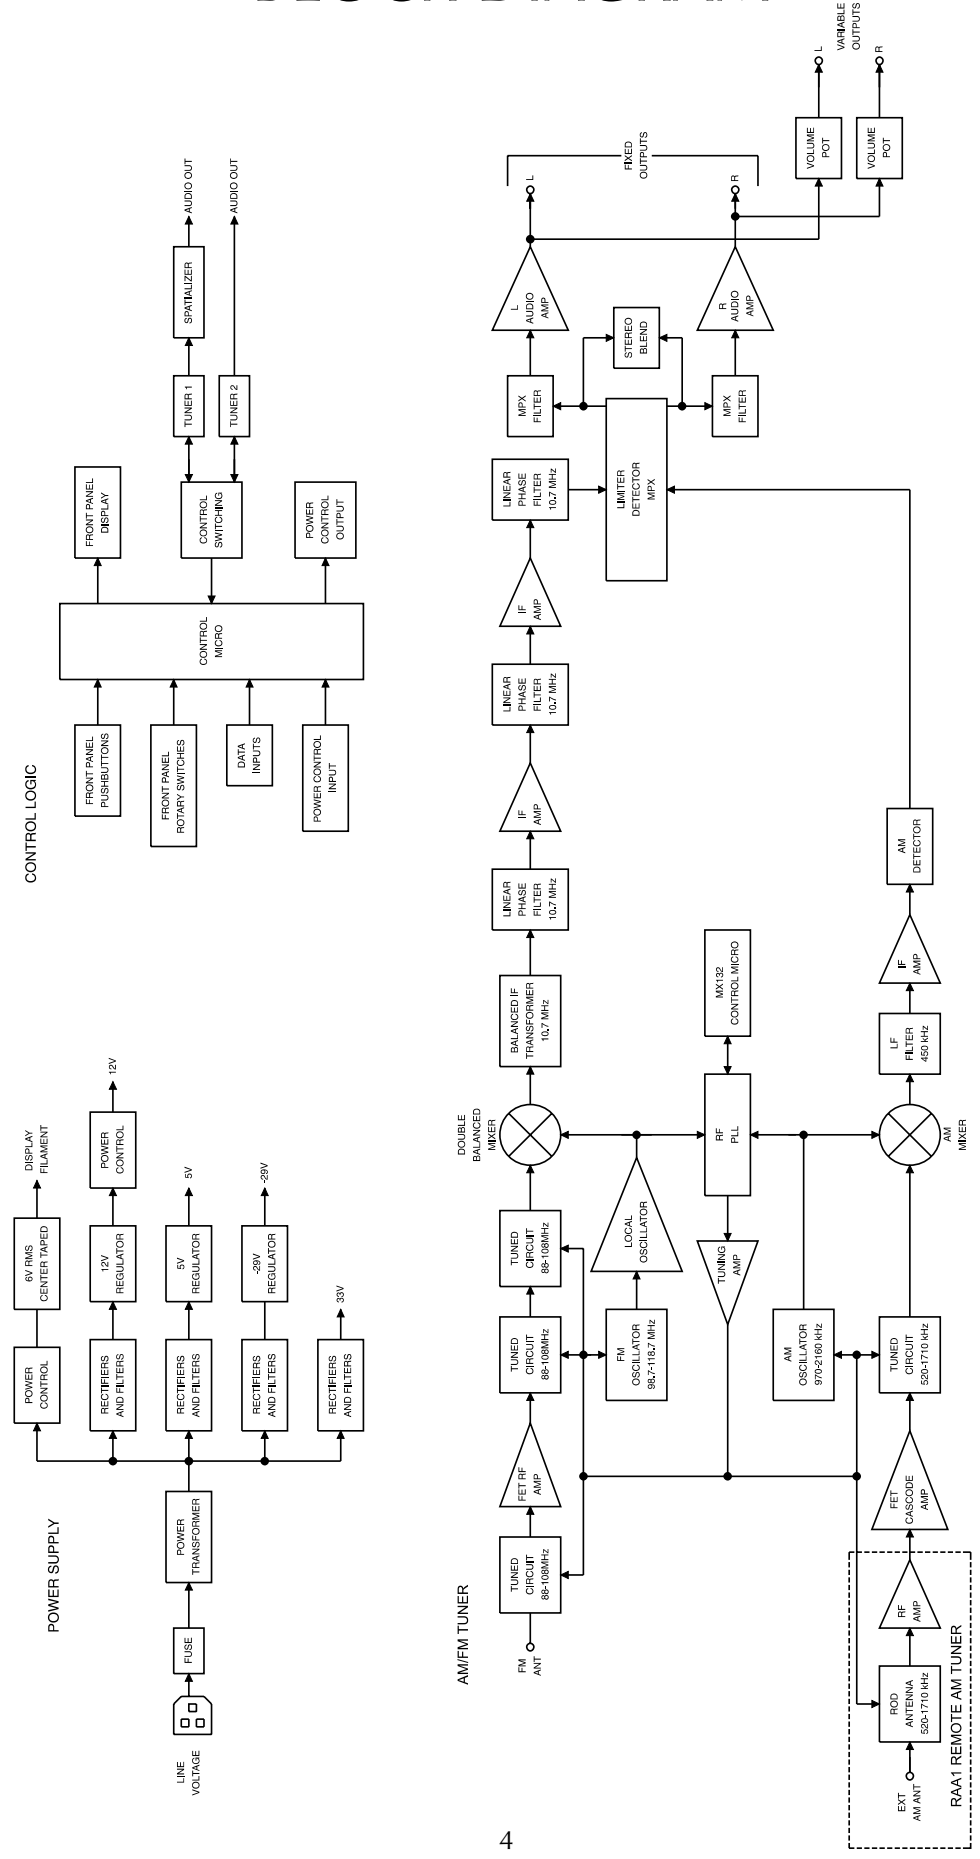 BLOCK DIAGRAM
POWER SUPPLY
LINE
VOLTAGE
FUSE
POWER
TRANSFORMER
POWER
CONTROL
6V RMS
CENTER TAPED
DISPLAY
FILAMENT
RECTIFIERS
AND FILTERS
12V
REGULATOR
POWER
CONTROL
12V
RECTIFIERS
AND FILTERS
5V
REGULATOR
5V
RECTIFIERS
AND FILTERS
-29V
REGULATOR
-29V
RECTIFIERS
AND FILTERS
33V
CONTROL LOGIC
FRONT PANEL
PUSHBUTTONS
FRONT PANEL
ROTARY SWITCHES
DATA
INPUTS
POWER CONTROL
INPUT
CONTROL
MICRO
FRONT PANEL
DISPLAY
CONTROL
SWITCHING
POWER
CONTROL
OUTPUT
TUNER 1
TUNER 2
SPATIALIZER
AUDIO OUT
AUDIO OUT
AM/FM TUNER
FM
ANT
TUNED
CIRCUIT
88-108MHz
FET RF
AMP
TUNED
CIRCUIT
88-108MHz
TUNED
CIRCUIT
88-108MHz
DOUBLE
BALANCED
MIXER
BALANCED IF
TRANSFORMER
10.7 MHz
LINEAR
PHASE
FILTER
10.7 MHz
IF
AMP
LINEAR
PHASE
FILTER
10.7 MHz
IF
AMP
LINEAR
PHASE
FILTER
10.7 MHz
LIMITER
DETECTOR
MPX
MPX
FILTER
MPX
FILTER
STEREO
BLEND
L
AUDIO
AMP
R
AUDIO
AMP
L
R
FIXED
OUTPUTS
VOLUME
POT
VOLUME
POT
L
R
VARIABLE
OUTPUTS
FM
OSCILLATOR
98.7-118.7 MHz
LOCAL
OSCILLATOR
TUNING
AMP
RF
PLL
MX132
CONTROL MICRO
AM
OSCILLATOR
970-2160 kHz
EXT
AM ANT
ROD
ANTENNA
520-1710 kHz
RF
AMP
RAA1 REMOTE AM TUNER
FET
CASCODE
AMP
TUNED
CIRCUIT
520-1710 kHz
AM
MIXER
LF
FILTER
450 kHz
IF
AMP
AM
DETECTOR
4